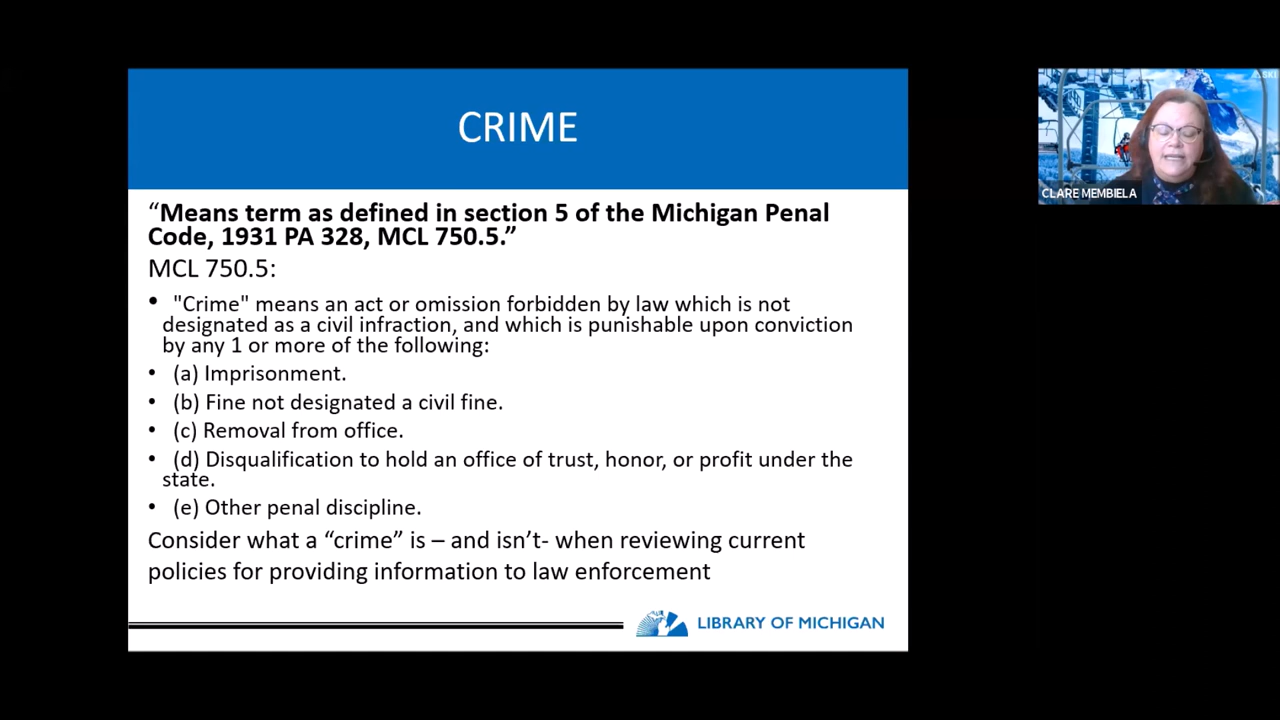 CRIME
“Means term as defined in section 5 of the Michigan Penal
Code, 1931 PA 328, MCL 750.5.”
MCL 750.5:
• "Crime" means an act or omission forbidden by law which is not
designated as a civil infraction, and which is punishable upon conviction
by any 1 or more of the following:
• (a) Imprisonment.
• (b) Fine not designated a civil fine.
• (c) Removal from office.
• (d) Disqualification to hold an office of trust, honor, or profit under the
state.
• (e) Other penal discipline.
Consider what a “crime” is – and isn’t- when reviewing current
policies for providing information to law enforcement
LIBRARY OF MICHIGAN
CLARE MEMBIELA